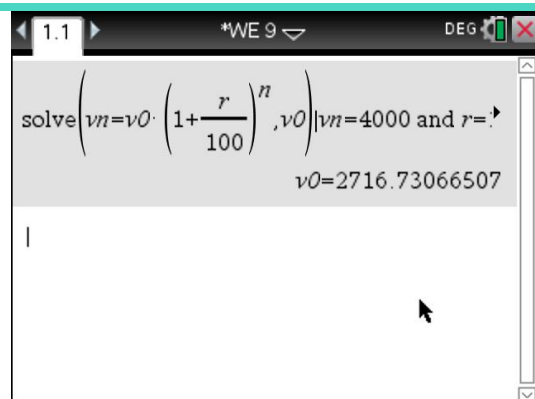 1.1 *WE 9 DEG
solve(vn=v0·(1+r/100)^n,v0)|vn=4000 and r=
v0=2716.73066507